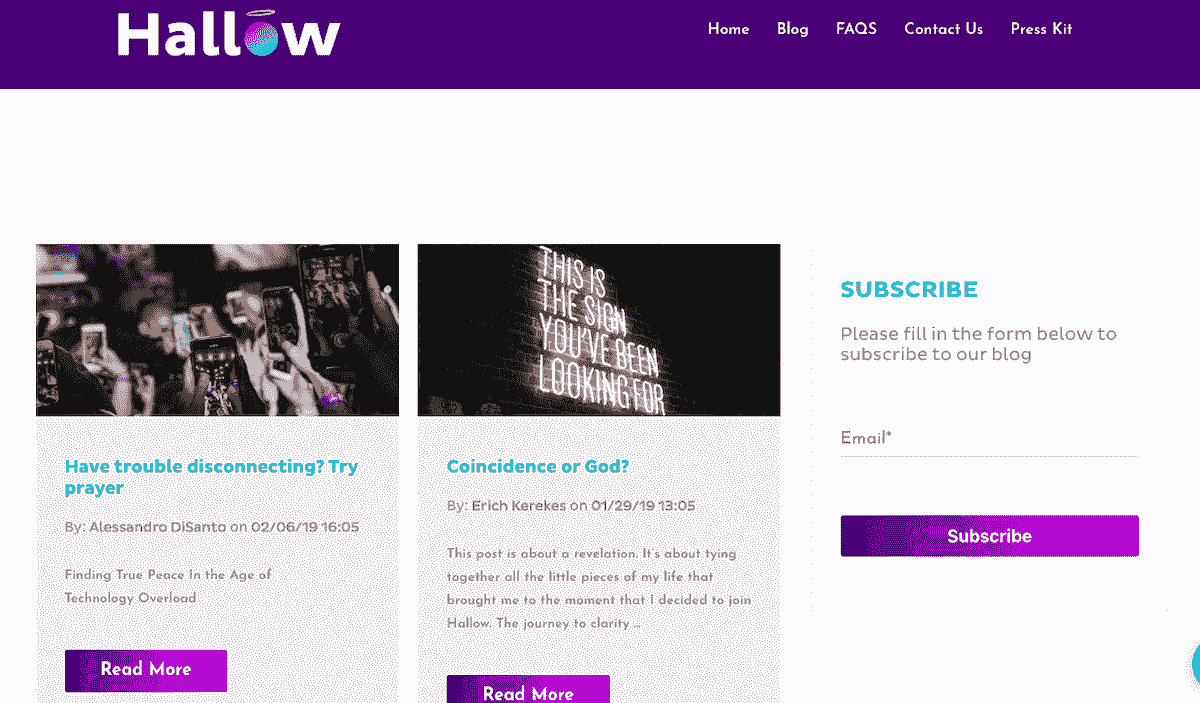 Hallow
Home Blog FAQS Contact Us Press Kit
THIS IS
THE SIGN
YOU'VE BEEN
LOOKING FOR
Have trouble disconnecting? Try
prayer
By: Alessandro DiSanto on 02/06/19 16:05
Finding True Peace In the Age of
Technology Overload
Read More
Coincidence or God?
By: Erich Kerekes on 01/29/19 13:05
This post is about a revelation. It's about tying
together all the little pieces of my life that
brought me to the moment that I decided to join
Hallow. The journey to clarity ...
Read More
SUBSCRIBE
Please fill in the form below to
subscribe to our blog
Email*
Subscribe